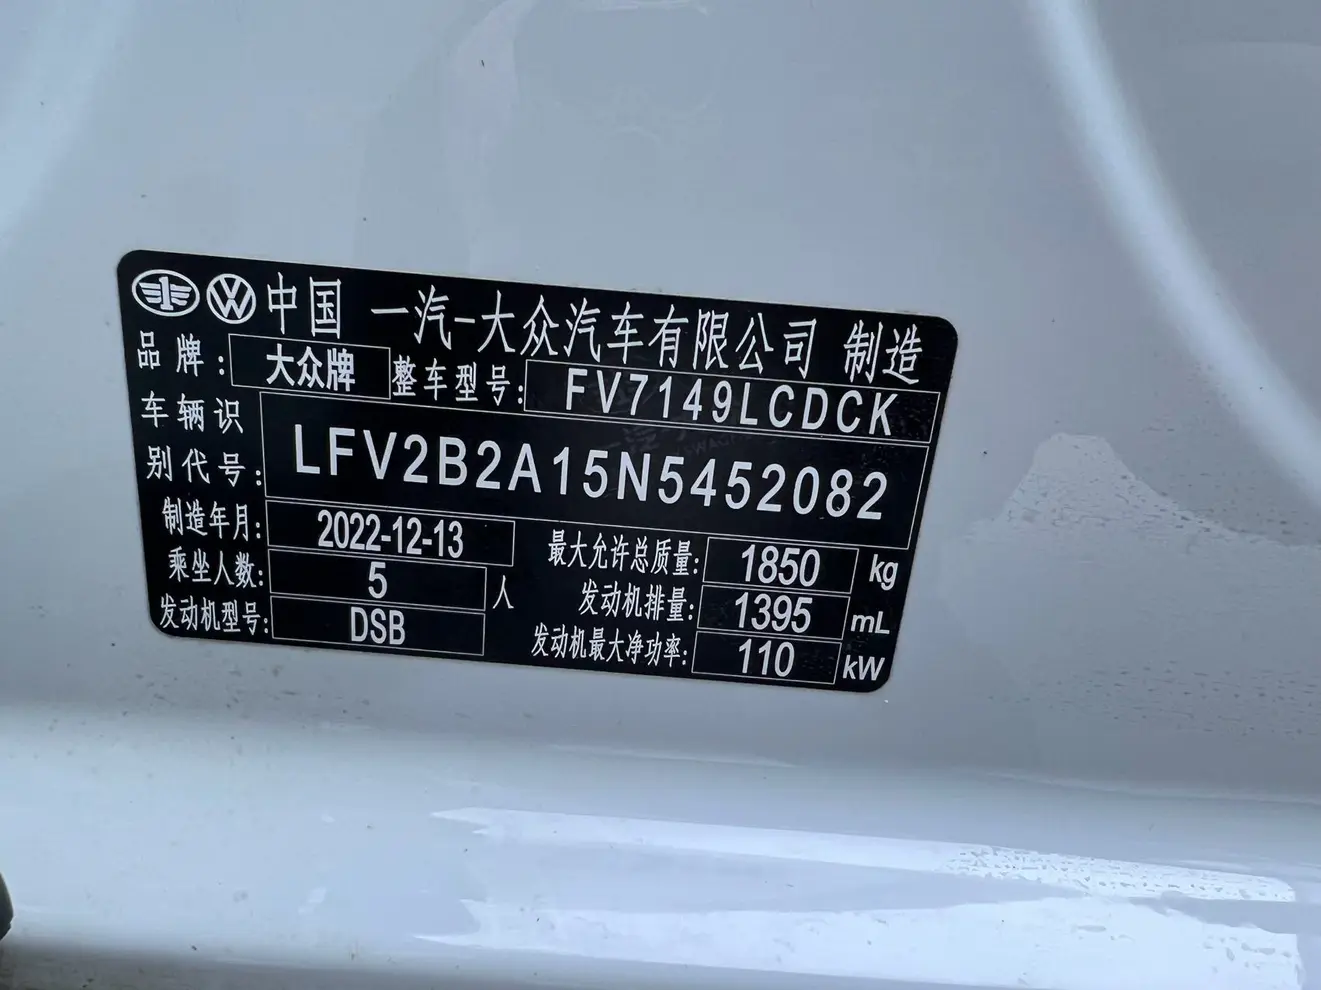 中国 一汽-大众汽车有限公司 制造
品牌: 大众牌 整车型号: FV7149LCDCK
车辆识别代号: LFV2B2A15N5452082
制造年月: 2022-12-13 最大允许总质量: 1850 kg
乘坐人数: 5 人 发动机排量: 1395 mL
发动机型号: DSB 发动机最大净功率: 110 kW